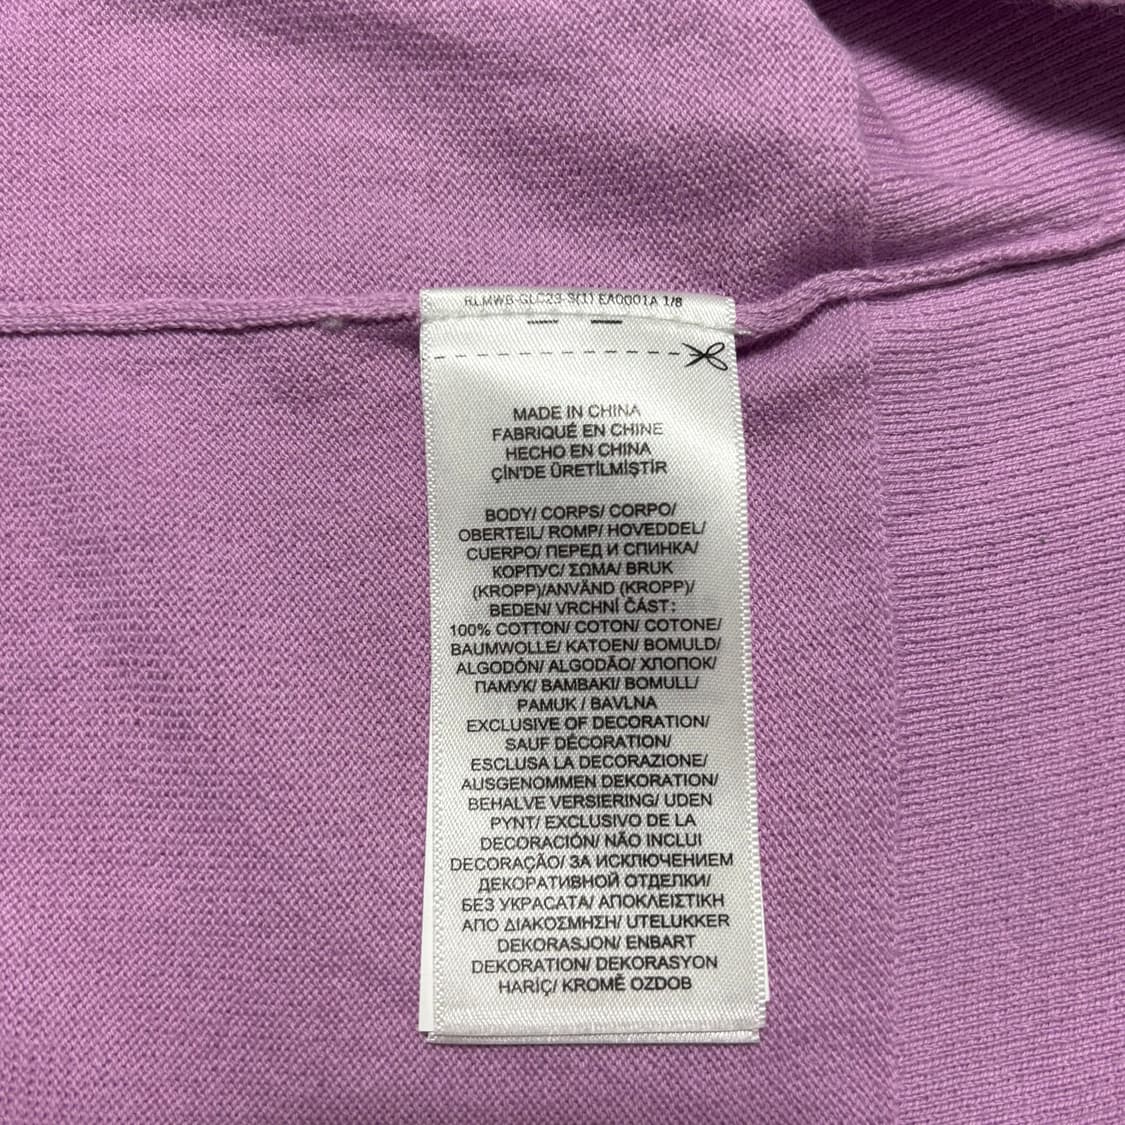 RLMWB-GLC23-S(1) EA0001A 1/8
MADE IN CHINA
FABRIQUÉ EN CHINE
HECHO EN CHINA
ÇİN'DE ÜRETİLMİŞTİR
BODY/ CORPS/ CORPO/
OBERTEIL/ ROMP/ HOVEDDEL/
CUERPO/ ПЕРЕД И СПИНКА/
КОРПУС/ ΣΩΜΑ/ BRUK
(KROPP)/ANVÄND (KROPP)/
BEDEN/ VRCHNÍ ČÁST:
100% COTTON/ COTON/ COTONE/
BAUMWOLLE/ KATOEN/ BOMULD/
ALGODÓN/ ALGODÃO/ ХЛОПОК/
ПАМУК/ ΒΑΜΒΑΚΙ/ BOMULL/
PAMUK / BAVLNA
EXCLUSIVE OF DECORATION/
SAUF DÉCORATION/
ESCLUSA LA DECORAZIONE/
AUSGENOMMEN DEKORATION/
BEHALVE VERSIERING/ UDEN
PYNT/ EXCLUSIVO DE LA
DECORACIÓN/ NÃO INCLUI
DECORAÇÃO/ ЗА ИСКЛЮЧЕНИЕМ
ДЕКОРАТИВНОЙ ОТДЕЛКИ/
БЕЗ УКРАСАТА/ ΑΠΟΚΛΕΙΣΤΙΚΗ
ΑΠΟ ΔΙΑΚΟΣΜΗΣΗ/ UTELUKKER
DEKORASJON/ ENBART
DEKORATION/ DEKORASYON
HARİÇ/ KROMĚ OZDOB